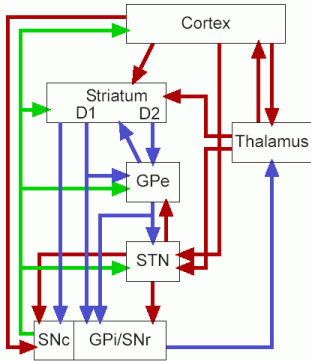 Cortex
Striatum
D1 D2
Thalamus
GPe
STN
SNc GPi/SNr